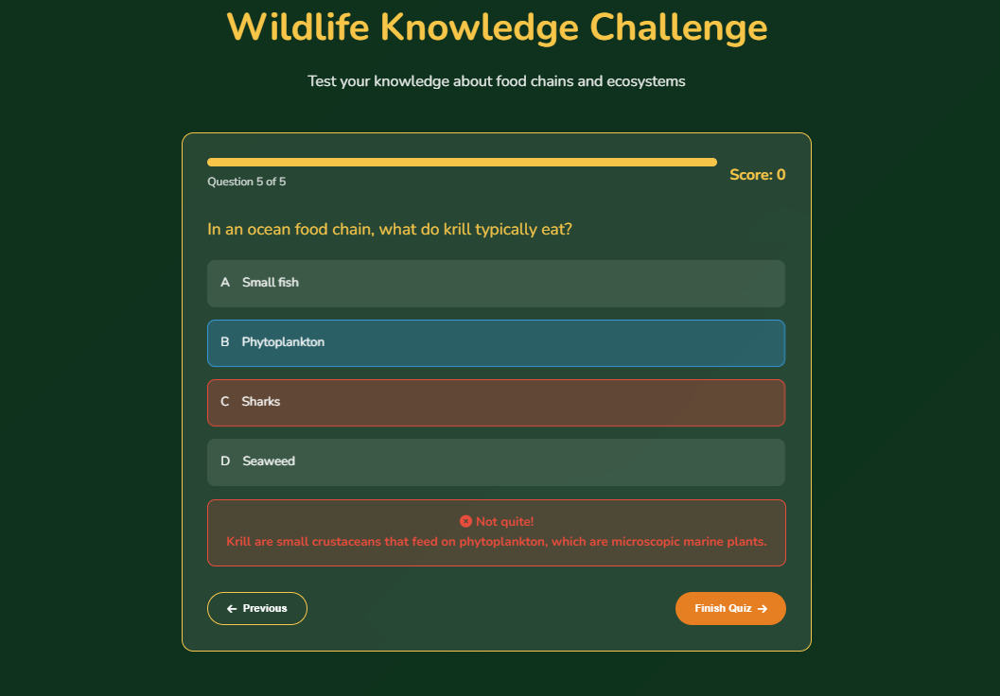 Wildlife Knowledge Challenge
Test your knowledge about food chains and ecosystems
Question 5 of 5
Score: 0
In an ocean food chain, what do krill typically eat?
A Small fish
B Phytoplankton
C Sharks
D Seaweed
Not quite!
Krill are small crustaceans that feed on phytoplankton, which are microscopic marine plants.
← Previous
Finish Quiz →